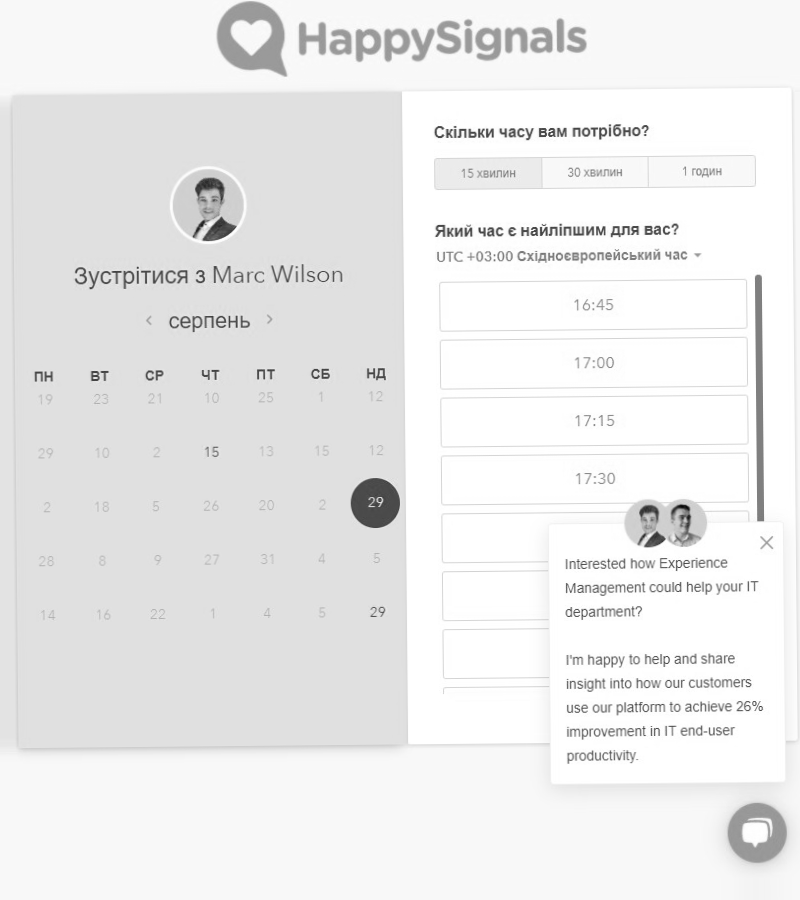 HappySignals
Зустрітися з Marc Wilson
серпень
ПН ВТ СР ЧТ ПТ СБ НД
19 23 21 10 25 1 12
29 10 2 15 13 15 12
2 18 5 26 20 2 29
28 8 9 27 31 4 5
14 16 22 1 4 5 29
Скільки часу вам потрібно?
15 хвилин 30 хвилин 1 годин
Який час є найліпшим для вас?
UTC +03:00 Східноєвропейський час
16:45
17:00
17:15
17:30
Interested how Experience
Management could help your IT
department?
I'm happy to help and share
insight into how our customers
use our platform to achieve 26%
improvement in IT end-user
productivity.